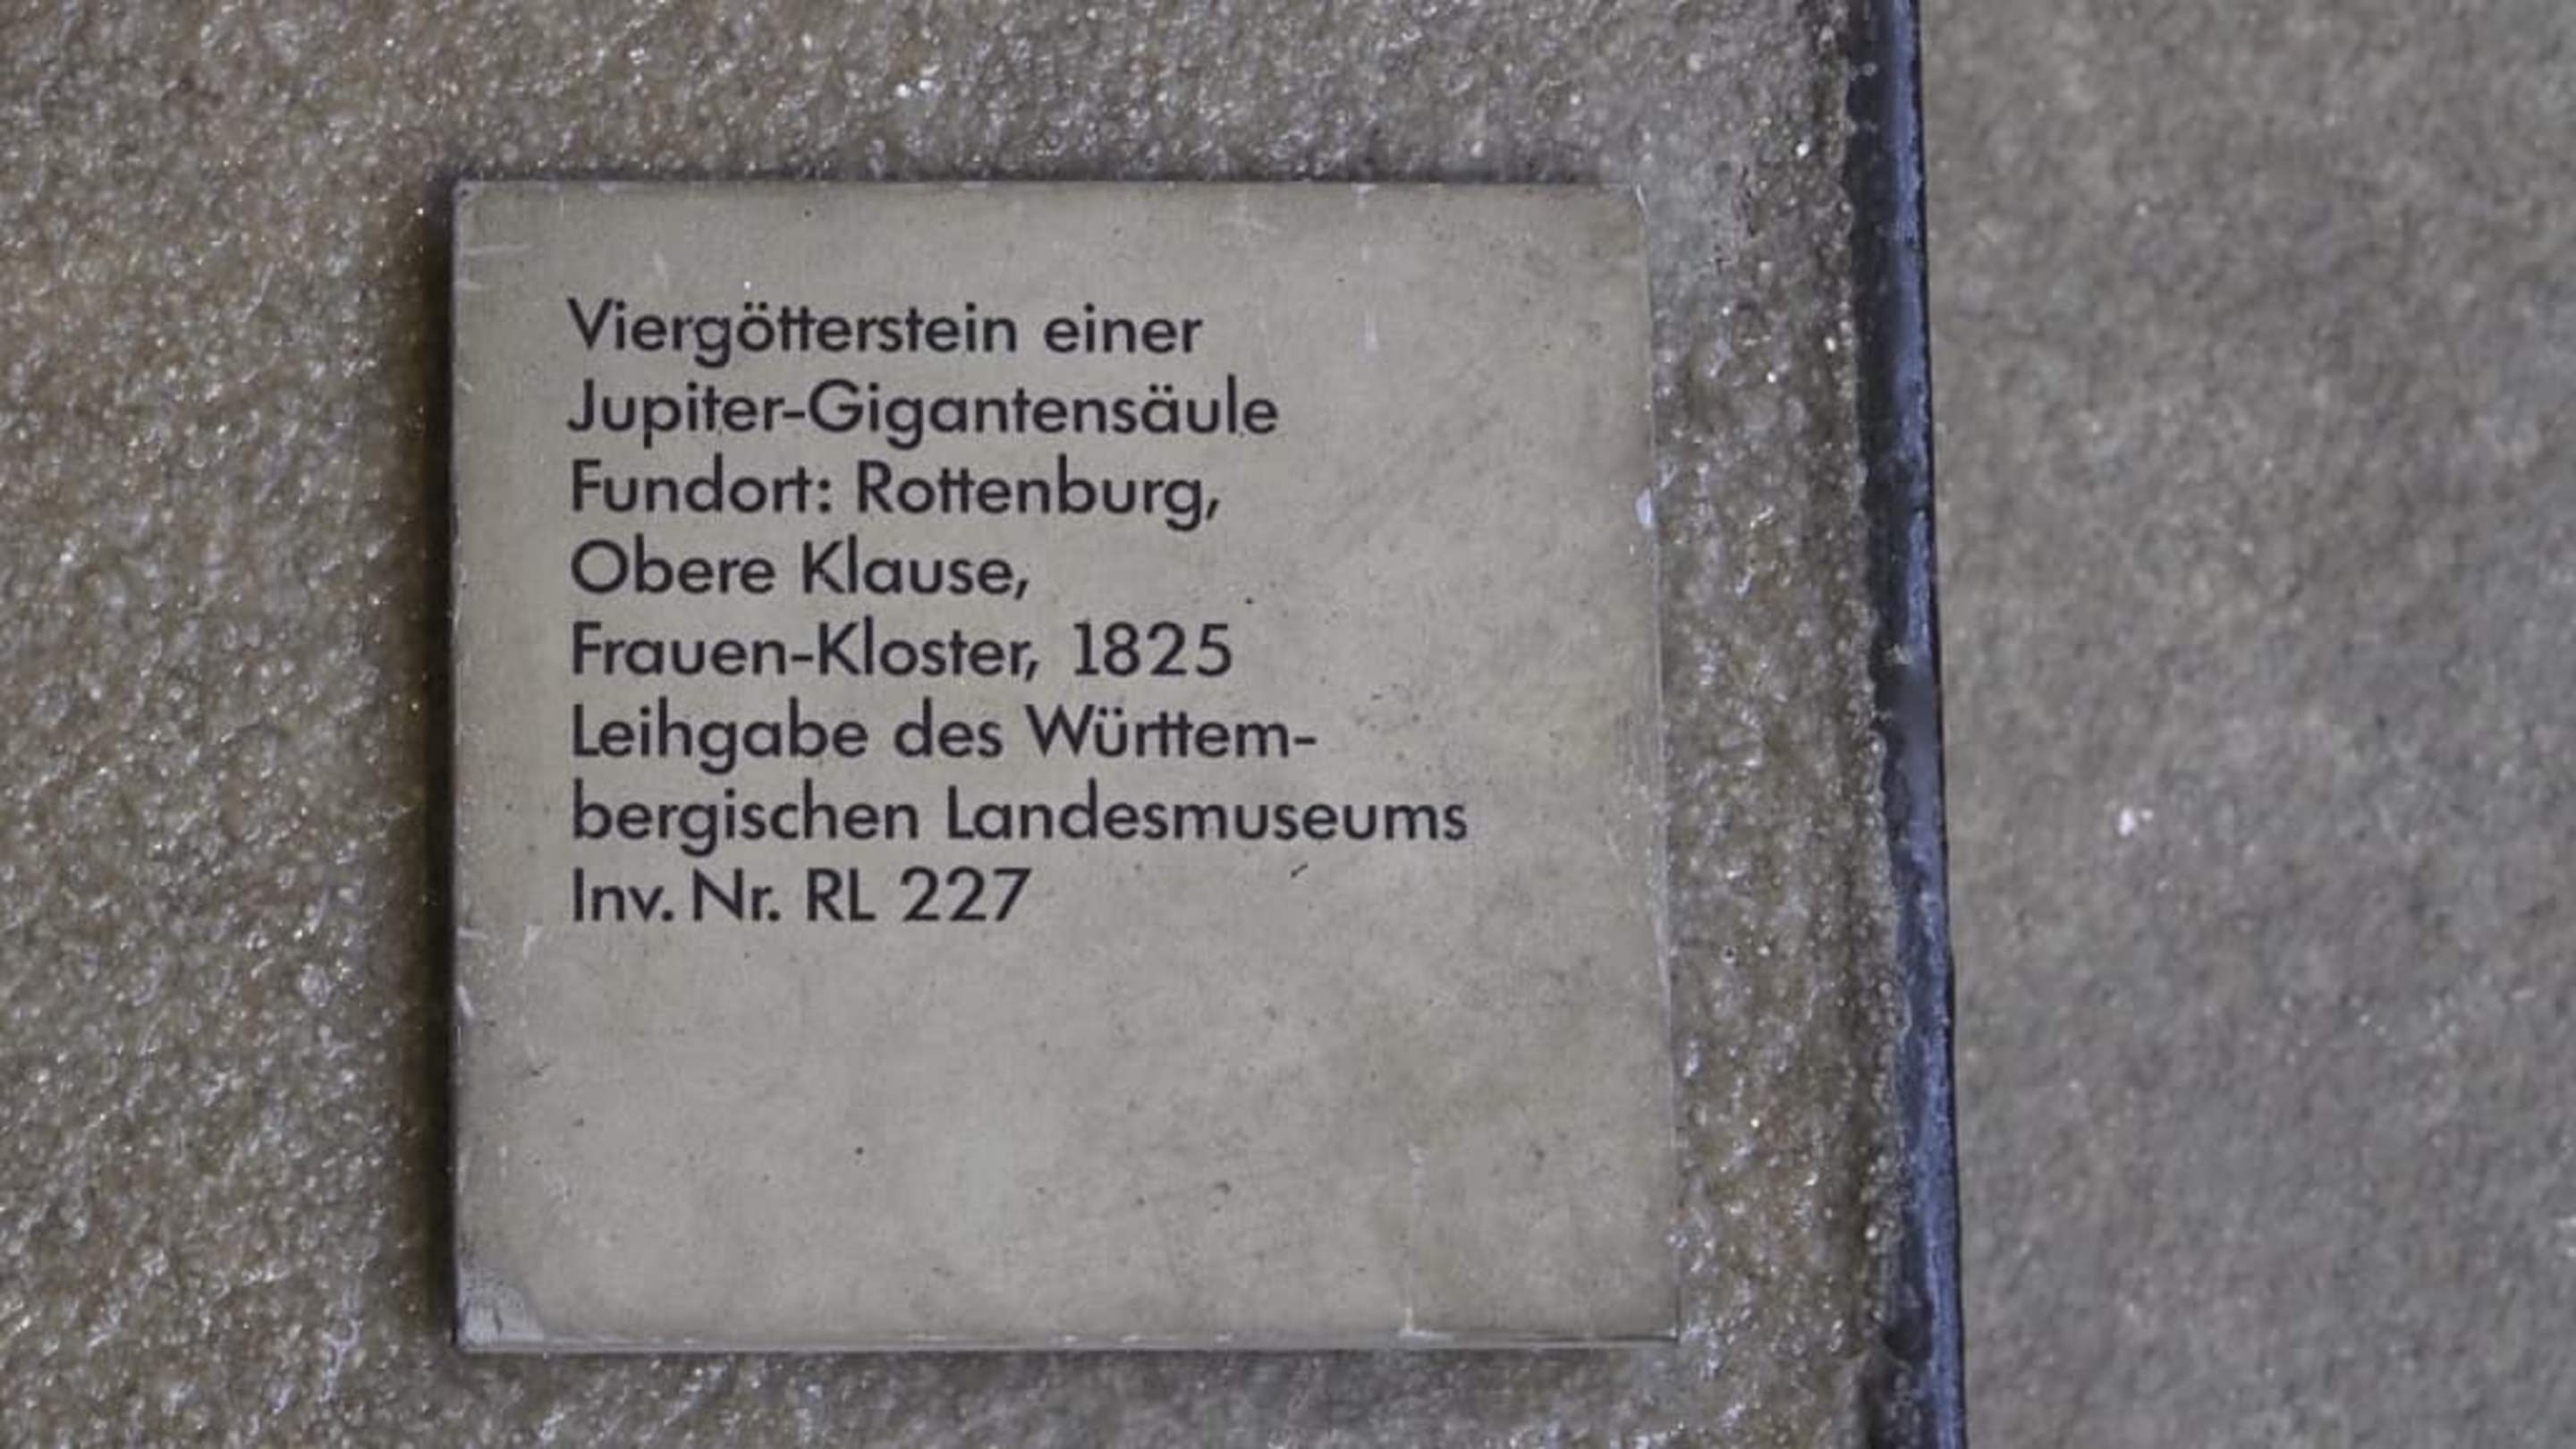 Viergötterstein einer
Jupiter-Gigantensäule
Fundort: Rottenburg,
Obere Klause,
Frauen-Kloster, 1825
Leihgabe des Württem-
bergischen Landesmuseums
Inv. Nr. RL 227